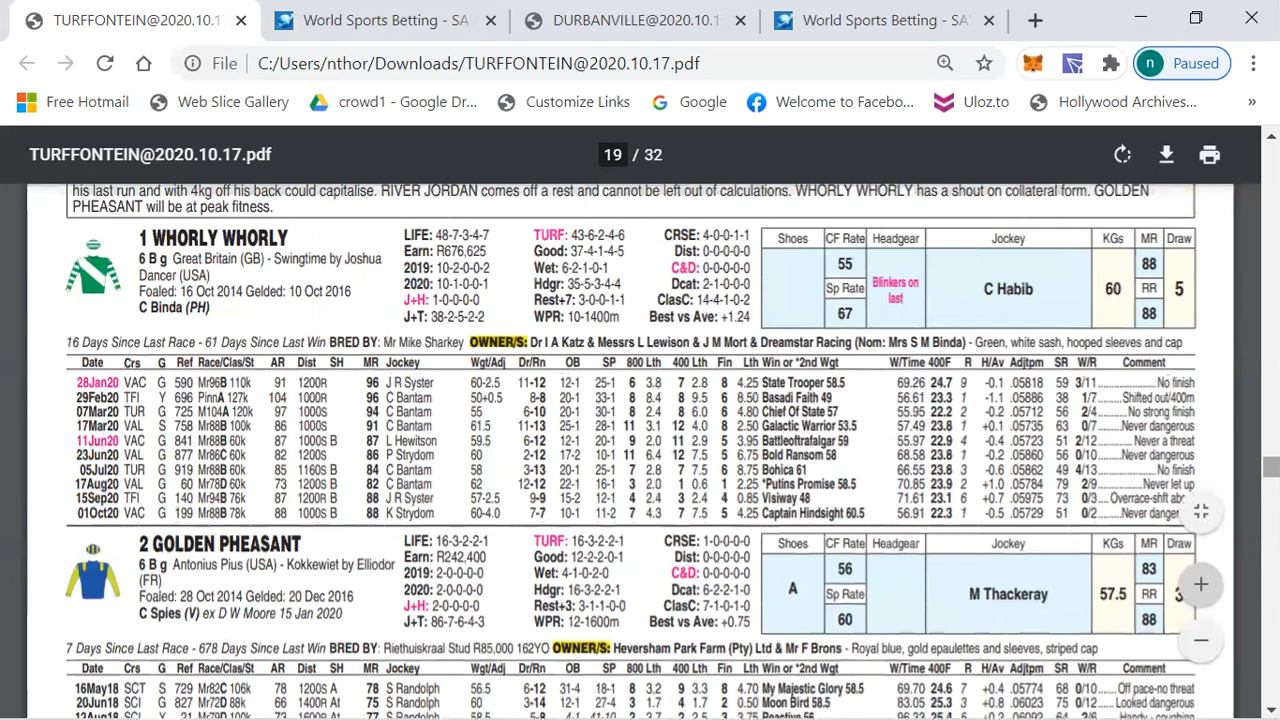 TURFFONTEIN@2020.10.17 World Sports Betting - SA DURBANVILLE@2020.10.1 World Sports Betting - SA
File C:/Users/nthor/Downloads/TURFFONTEIN@2020.10.17.pdf n Paused
Free Hotmail Web Slice Gallery crowd1 - Google Dr... Customize Links Google Welcome to Facee... Uloz.to Hollywood Archives... »
TURFFONTEIN@2020.10.17.pdf 19 / 32
his last run and with 4kg off his back could capitalise. RIVER JORDAN comes off a rest and cannot be left out of calculations. WHORLY WHORLY has a shout on collateral form. GOLDEN
PHEASANT will be at peak fitness.
1 WHORLY WHORLY LIFE: 48-7-3-4-7 TURF: 43-6-2-4-6 CRSE: 4-0-0-1-1 Shoes CF Rate Headgear Jockey KGs MR Draw
6 B g Great Britain (GB) - Swingtime by Joshua Earn: R676,625 Good: 37-4-1-4-5 Dist: 0-0-0-0-0 55 88
Dancer (USA) 2019: 10-2-0-0-2 Wet: 6-2-1-0-1 C&D: 0-0-0-0-0 Sp Rate Blinkers on last C Habib 60 RR 5
Foaled: 16 Oct 2014 Gelded: 10 Oct 2016 2020: 10-1-0-0-1 Hdgr: 35-5-3-4-4 Dcat: 2-1-0-0-0 67 88
C Binda (PH) J+H: 1-0-0-0-0 Rest+7: 3-0-0-1-1 ClasC: 14-4-1-0-2
J+T: 38-2-5-2-2 WPR: 10-1400m Best vs Ave: +1.24
16 Days Since Last Race - 61 Days Since Last Win BRED BY: Mr Mike Sharkey OWNER/S: Dr I A Katz & Messrs L Lewison & J M Mort & Dreamstar Racing (Nom: Mrs S M Binda) - Green, white sash, hooped sleeves and cap
Date Crs Ref Race/Clas/St AR Dist SH MR Jockey Wgt/Adj Dr/Rn OB SP 800 Lth 400 Lth Fin Lth Win or *2nd Wgt W/Time 400F R H/Av Adjtpm SR W/R Comment
28Jan20 VAC G 590 Mr96B 110k 91 1200R 96 J R Syster 60-2.5 11-12 12-1 25-1 6 3.8 7 2.8 8 4.25 State Trooper 58.5 69.26 24.7 9 -0.1 .05818 59 3/11 No finish
29Feb20 TFI Y 696 PinnA 127k 104 1000R 96 C Bantam 50+0.5 8-8 20-1 33-1 8 8.4 8 9.5 6 8.50 Basadi Faith 49 56.61 23.3 1 -1.1 .05886 38 1/7 Shifted out/400m
07Mar20 TUR G 725 M104A 120k 97 1000S 94 C Bantam 55 6-10 20-1 30-1 8 2.4 8 6.0 4 3.80 Chief Of State 57 55.95 22.2 1 -0.2 .05712 56 2/4 No strong finish
17Mar20 VAL S 758 Mr88B 100k 86 1000S 91 C Bantam 61.5 11-13 25-1 28-1 11 3.1 12 4.0 8 2.50 Galactic Warrior 53.5 57.49 23.8 1 +0.1 .05735 63 0/7 Never dangerous
11Jun20 VAC G 841 Mr88B 60k 87 1000S B 87 L Hewitson 59.5 6-12 12-1 20-1 9 2.0 11 2.9 5 3.95 Battleoftrafalgar 59 55.97 22.9 4 -0.4 .05723 51 2/12 Never a threat
23Jun20 VAL G 877 Mr86C 60k 82 1200S B 86 P Strydom 60 2-12 17-2 10-1 11 6.4 12 7.5 5 6.75 Bold Ransom 58 68.58 23.8 1 -0.2 .05860 56 0/10 Never dangerous
05Jul20 TUR G 919 Mr88B 60k 73 1160S B 84 C Bantam 58 3-13 20-1 25-1 7 2.8 7 2.8 8 6.75 Bohica 61 66.55 23.8 3 -0.6 .05862 49 4/13 No finish
17Aug20 VAL G 60 Mr78D 60k 73 1200S B 82 C Bantam 62 12-12 22-1 16-1 3 2.0 1 0.6 1 2.25 *Putins Promise 58.5 70.85 23.9 2 +1.0 .05784 79 2/9 Never let up
15Sep20 TFI G 140 Mr94B 76k 87 1200R B 88 J R Syster 57-2.5 9-9 15-2 12-1 4 2.4 3 2.4 4 0.85 Visiway 48 71.61 23.1 6 +0.7 .05975 73 0/3 Overrace-shft
01Oct20 VAC G 199 Mr88B 78k 88 1000S B 88 K Strydom 60-4.0 7-7 10-1 11-2 7 4.3 7 7.5 5 4.25 Captain Hindsight 60.5 56.91 22.3 1 -0.5 .05729 51 0/2 Never
2 GOLDEN PHEASANT LIFE: 16-3-2-2-1 TURF: 16-3-2-2-1 CRSE: 1-0-0-0-0 Shoes CF Rate Headgear Jockey KGs MR Draw
6 B g Antonius Pius (USA) - Kokkewiet by Elliodor Earn: R242,400 Good: 12-2-2-0-1 Dist: 0-0-0-0-0 56 83
(FR) 2019: 2-0-0-0-0 Wet: 4-1-0-2-0 C&D: 0-0-0-0-0 A Sp Rate M Thackeray 57.5 RR
Foaled: 28 Oct 2014 Gelded: 20 Dec 2016 2020: 2-0-0-0-0 Hdgr: 16-3-2-2-1 Dcat: 6-2-2-1-0 60 88
C Spies (V) ex D W Moore 15 Jan 2020 J+H: 2-0-0-0-0 Rest+3: 3-1-1-0-0 ClasC: 7-1-0-1-0
J+T: 86-7-6-4-3 WPR: 12-1600m Best vs Ave: +0.75
7 Days Since Last Race - 678 Days Since Last Win BRED BY: Riethuiskraal Stud R85,000 162YO OWNER/S: Heversham Park Farm (Pty) Ltd & Mr F Brons - Royal blue, gold epaulettes and sleeves, striped cap
Date Crs Ref Race/Clas/St AR Dist SH MR Jockey Wgt/Adj Dr/Rn OB SP 800 Lth 400 Lth Fin Lth Win or *2nd Wgt W/Time 400F R H/Av Adjtpm SR W/R Comment
16May18 SCT S 729 Mr82C 106k 78 1200S A 78 S Randolph 56.5 6-12 31-4 18-1 8 3.2 9 3.3 8 4.70 My Majestic Glory 58.5 69.70 24.6 7 +0.4 .05774 68 0/10 Off pace-no threat
20Jun18 SCI G 827 Mr72D 88k 66 1400R At 75 S Randolph 60 3-14 12-1 27-4 1.7 4 1.7 2 0.50 Moon Bird 58.5 83.05 25.3 8 +0.8 .06023 Looked dangerous